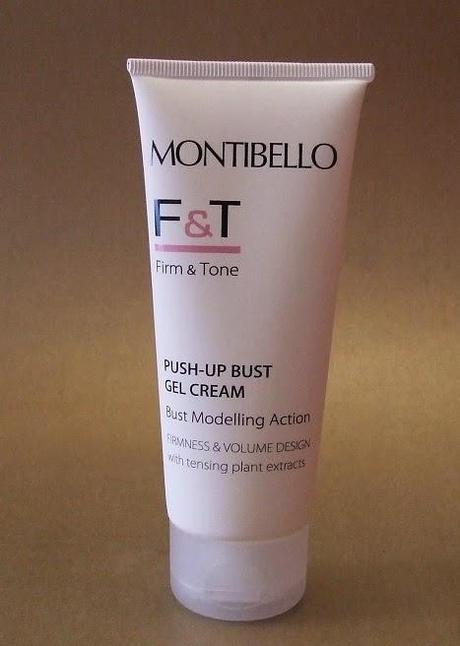 MONTIBELLO
F&T
Firm & Tone
PUSH-UP BUST
GEL CREAM
Bust Modelling Action
FIRMNESS & VOLUME DESIGN
with tensing plant extracts